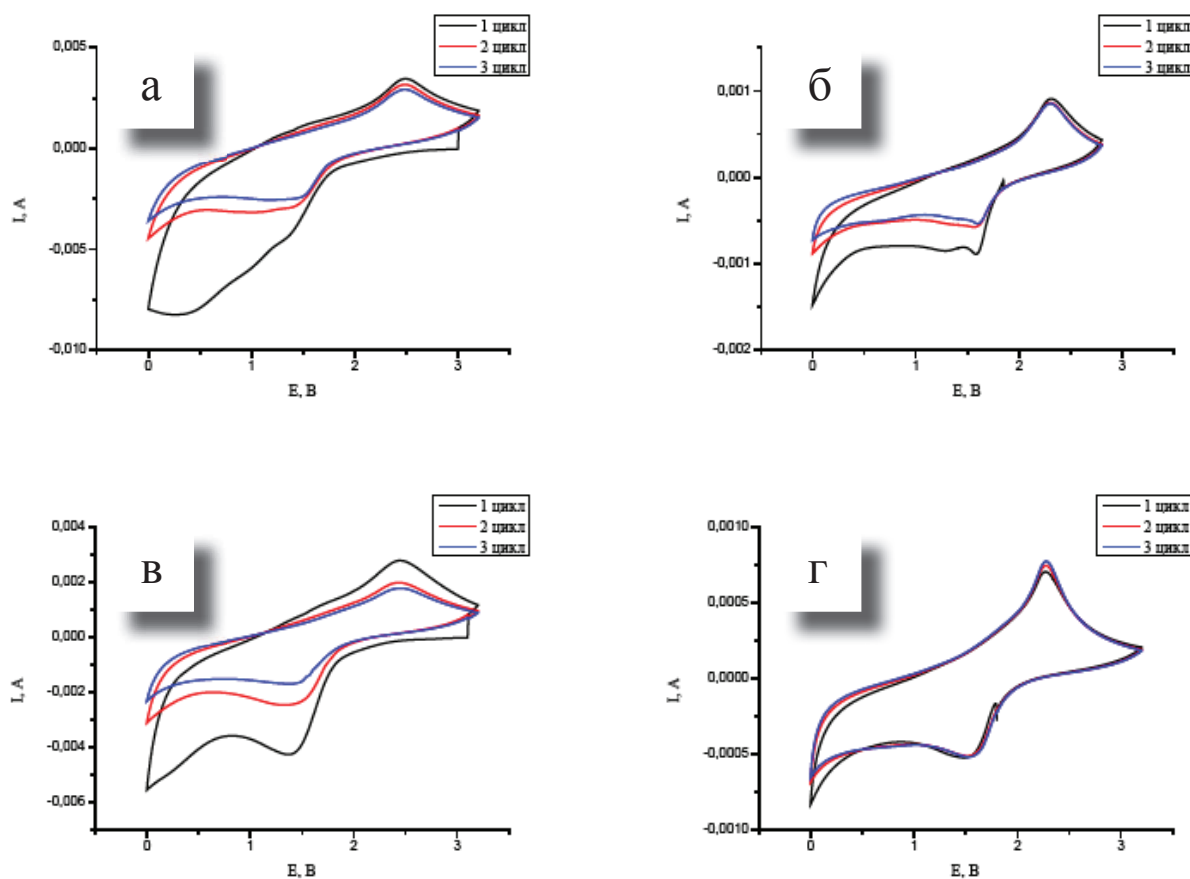 1 цикл
2 цикл
3 цикл
а
0,005
0,000
-0,005
-0,010
I, А
0
1
2
3
Е, В
1 цикл
2 цикл
3 цикл
б
0,001
0,000
-0,001
-0,002
I, А
0
1
2
3
Е, В
1 цикл
2 цикл
3 цикл
в
0,004
0,002
0,000
-0,002
-0,004
-0,006
I, А
0
1
2
3
Е, В
1 цикл
2 цикл
3 цикл
г
0,0010
0,0005
0,0000
-0,0005
-0,0010
I, А
0
1
2
3
Е, В